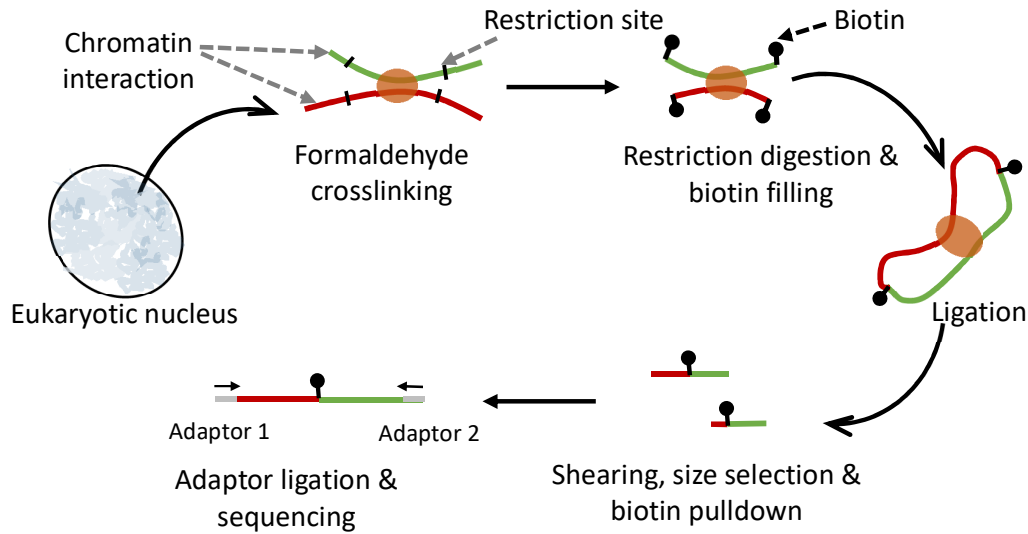 Chromatin
interaction
Restriction site
Biotin
Formaldehyde
crosslinking
Restriction digestion &
biotin filling
Eukaryotic nucleus
Ligation
Adaptor 1
Adaptor 2
Adaptor ligation &
sequencing
Shearing, size selection &
biotin pulldown